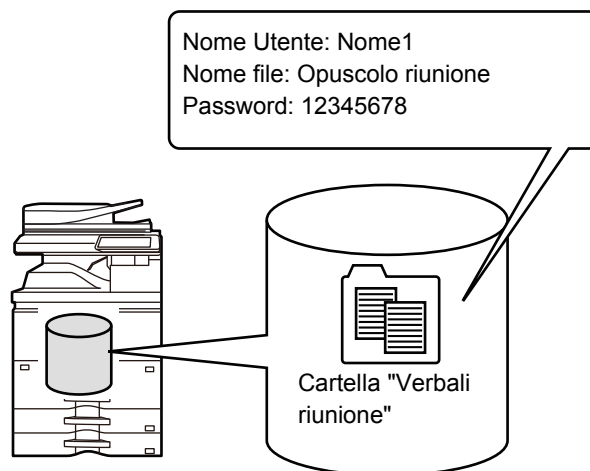 Nome Utente: Nome1
Nome file: Opuscolo riunione
Password: 12345678
Cartella "Verbali
riunione"